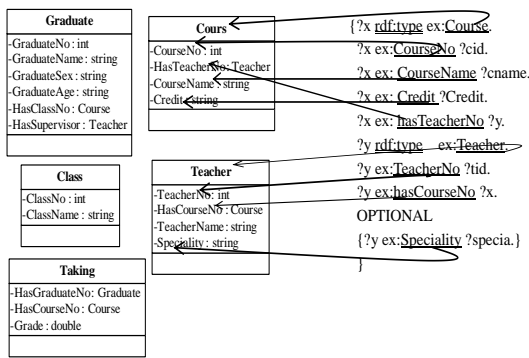 Graduate
-GraduateNo : int
-GraduateName : string
-GraduateSex : string
-GraduateAge : string
-HasClassNo : Course
-HasSupervisor : Teacher
Class
-ClassNo : int
-ClassName : string
Taking
-HasGraduateNo: Graduate
-HasCourseNo : Course
-Grade : double
Cours
-CourseNo : int
-HasTeacherNo: Teacher
-CourseName : string
-Credit : string
Teacher
-TeacherNo: int
-HasCourseNo : Course
-TeacherName : string
-Speciality : string
{?x rdf:type ex:Course.
?x ex:CourseNo ?cid.
?x ex: CourseName ?cname.
?x ex: Credit ?Credit.
?x ex: hasTeacherNo ?y.
?y rdf:type ex:Teacher.
?y ex:TeacherNo ?tid.
?y ex:hasCourseNo ?x.
OPTIONAL
{?y ex:Speciality ?specia.}
}